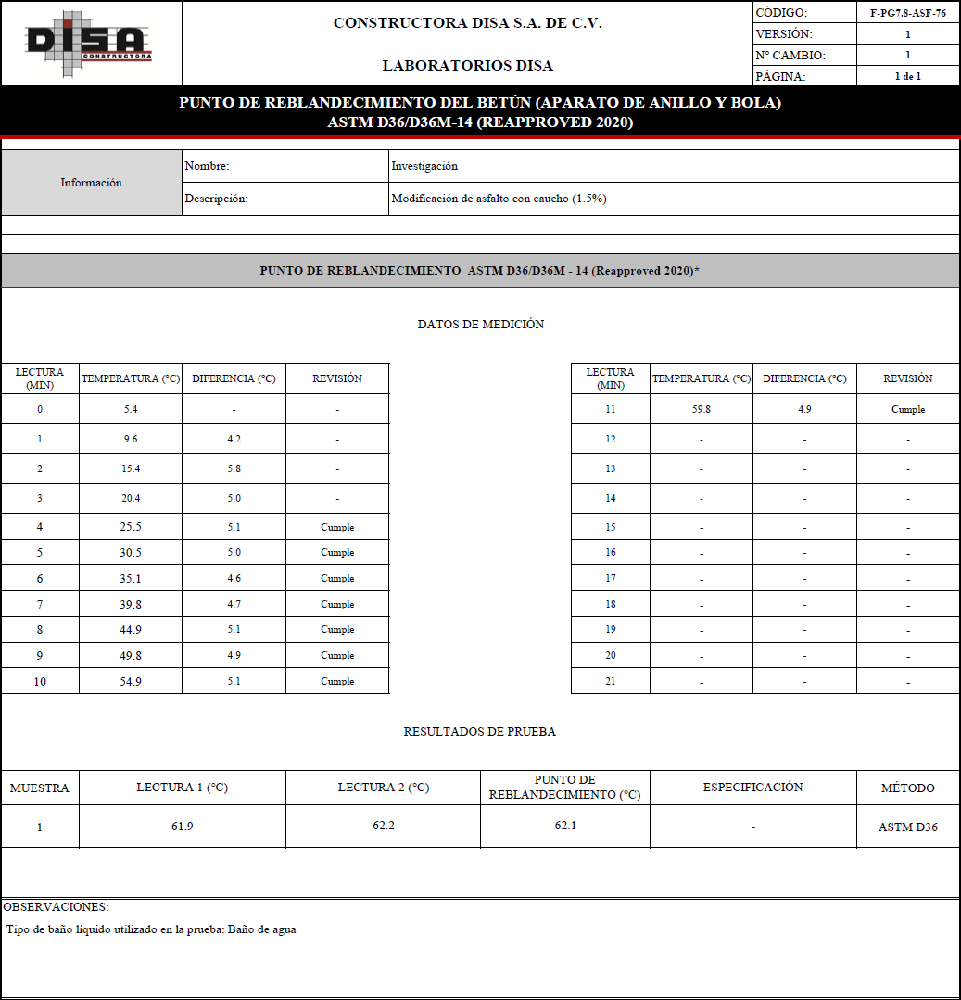 DISA
CONSTRUCTORA
CONSTRUCTORA DISA S.A. DE C.V.
LABORATORIOS DISA
CÓDIGO: F-PG7.8-ASF-76
VERSIÓN: 1
N° CAMBIO: 1
PÁGINA: 1 de 1
PUNTO DE REBLANDECIMIENTO DEL BETÚN (APARATO DE ANILLO Y BOLA)
ASTM D36/D36M-14 (REAPPROVED 2020)
Información
Nombre: Investigación
Descripción: Modificación de asfalto con caucho (1.5%)
PUNTO DE REBLANDECIMIENTO ASTM D36/D36M - 14 (Reapproved 2020)*
DATOS DE MEDICIÓN
LECTURA (MIN) TEMPERATURA (°C) DIFERENCIA (°C) REVISIÓN
0 5.4 - -
1 9.6 4.2 -
2 15.4 5.8 -
3 20.4 5.0 -
4 25.5 5.1 Cumple
5 30.5 5.0 Cumple
6 35.1 4.6 Cumple
7 39.8 4.7 Cumple
8 44.9 5.1 Cumple
9 49.8 4.9 Cumple
10 54.9 5.1 Cumple
LECTURA (MIN) TEMPERATURA (°C) DIFERENCIA (°C) REVISIÓN
11 59.8 4.9 Cumple
12 - - -
13 - - -
14 - - -
15 - - -
16 - - -
17 - - -
18 - - -
19 - - -
20 - - -
21 - - -
RESULTADOS DE PRUEBA
MUESTRA LECTURA 1 (°C) LECTURA 2 (°C) PUNTO DE REBLANDECIMIENTO (°C) ESPECIFICACIÓN MÉTODO
1 61.9 62.2 62.1 - ASTM D36
OBSERVACIONES:
Tipo de baño líquido utilizado en la prueba: Baño de agua